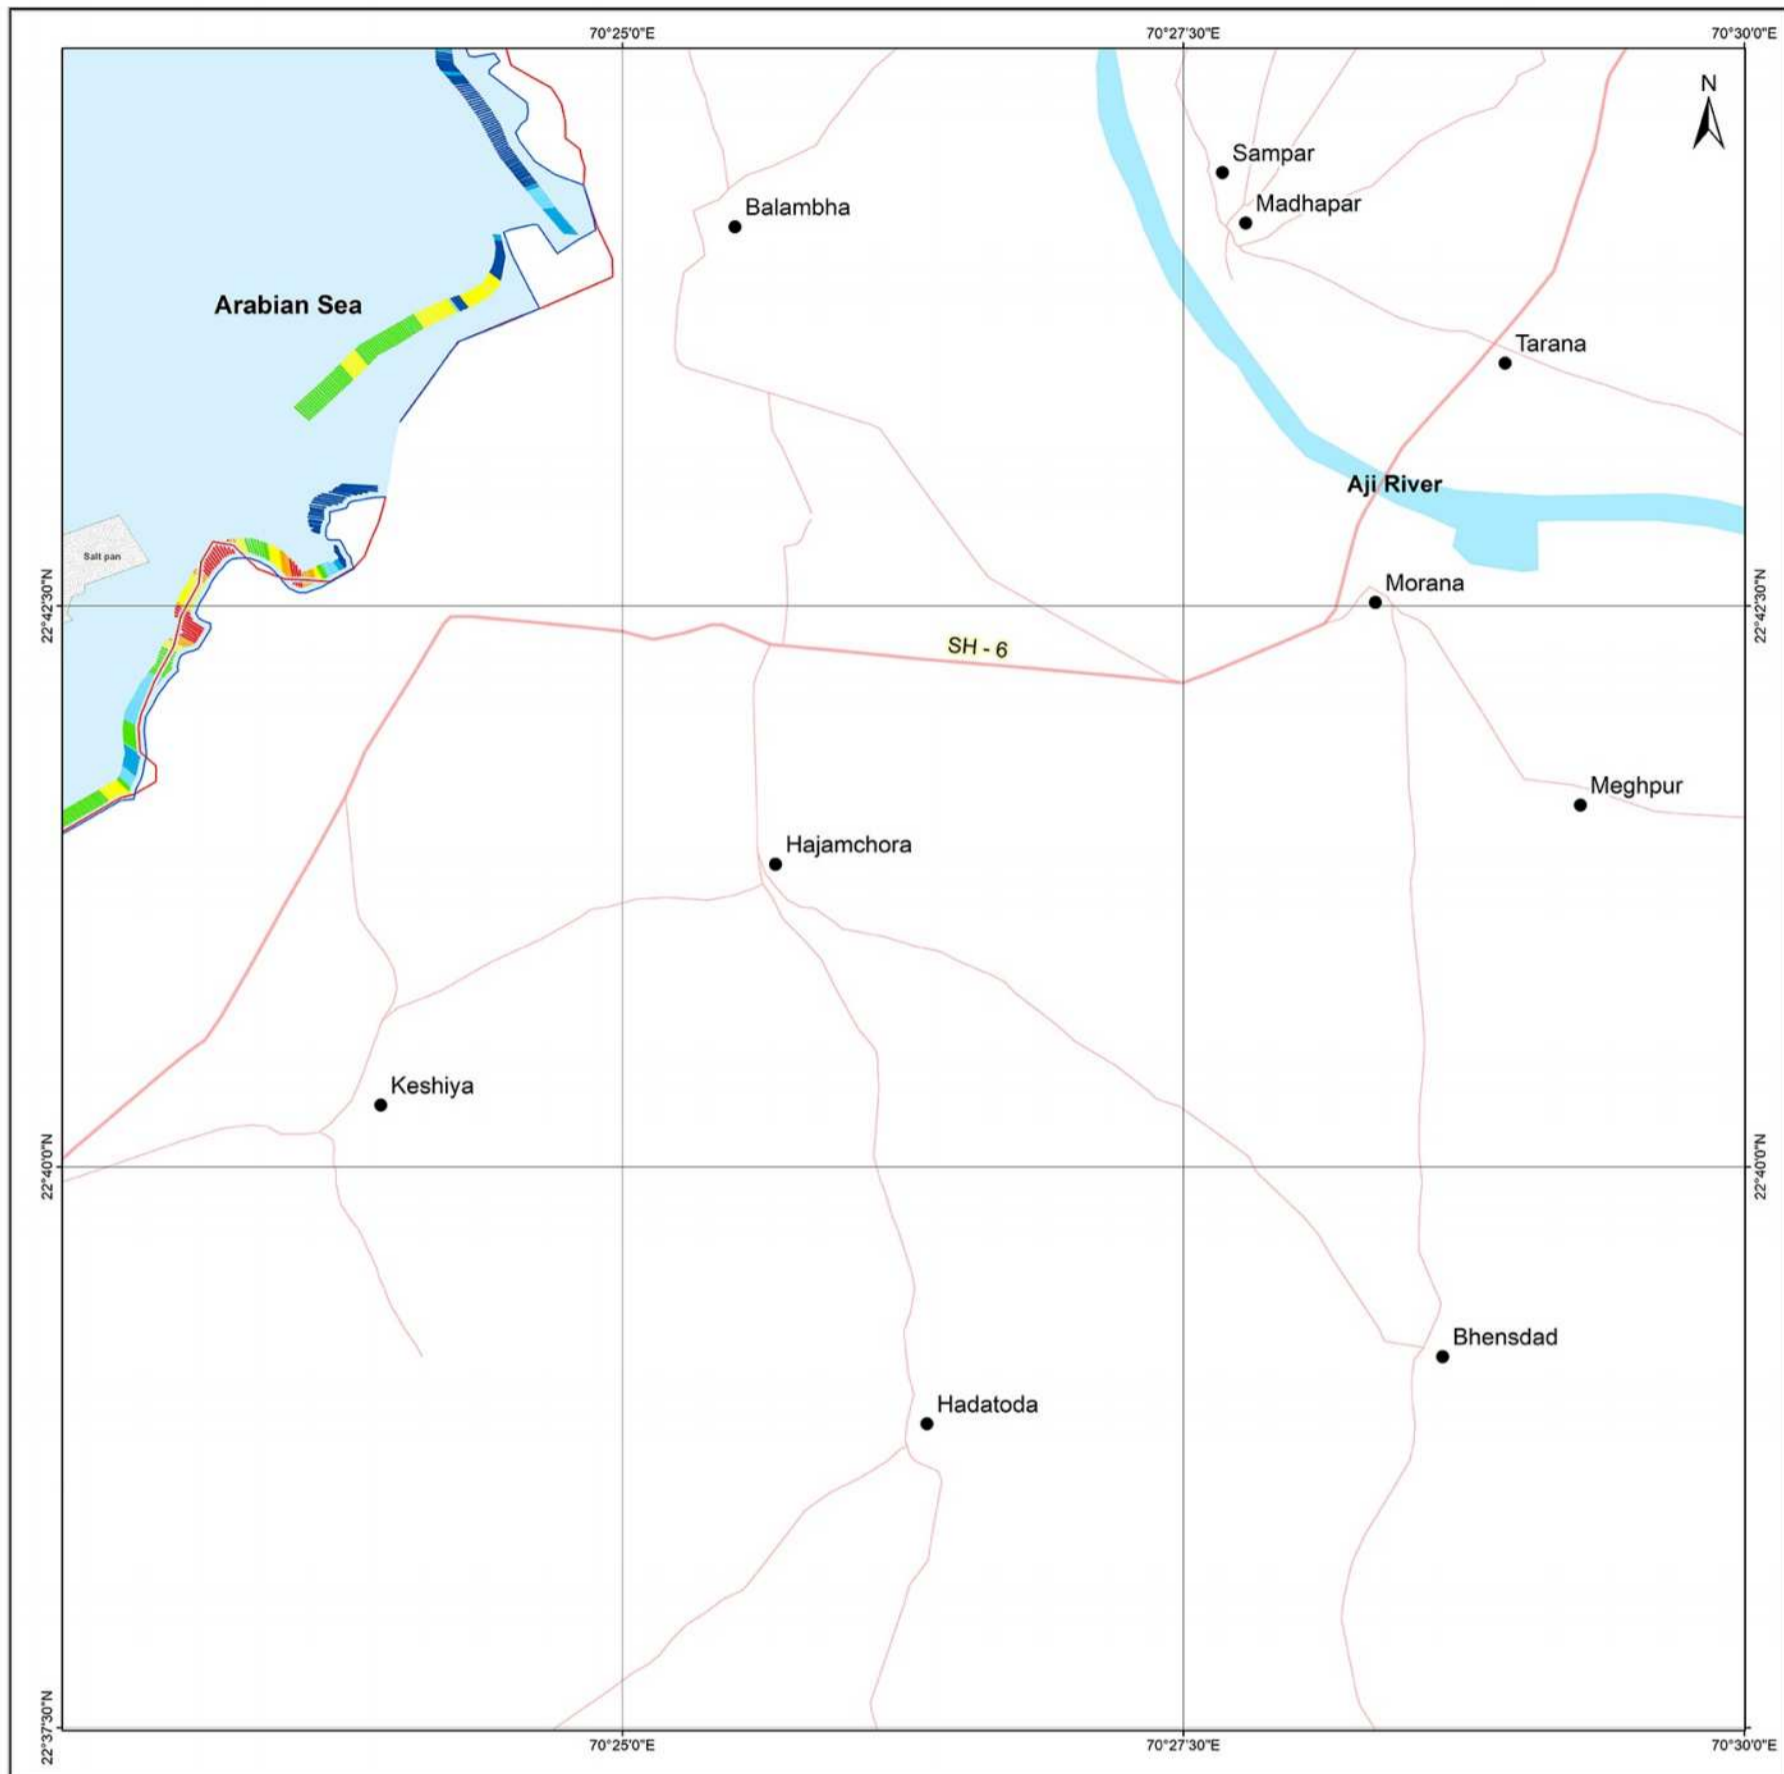 70°25'0"E
70°27'30"E
70°30'0"E
N
Sampar
Madhapar
Balambha
Arabian Sea
Tarana
Aji River
Salt pan
Morana
22°42'30"N
22°42'30"N
SH - 6
Meghpur
Hajamchora
Keshiya
22°40'0"N
22°40'0"N
Bhensdad
Hadatoda
22°37'30"N
70°25'0"E
70°27'30"E
70°30'0"E